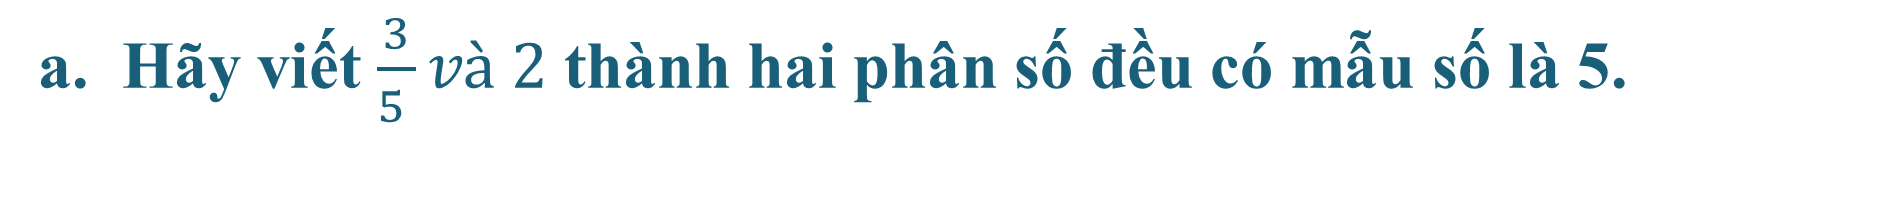 a. Hãy viết 3/5 và 2 thành hai phân số đều có mẫu số là 5.